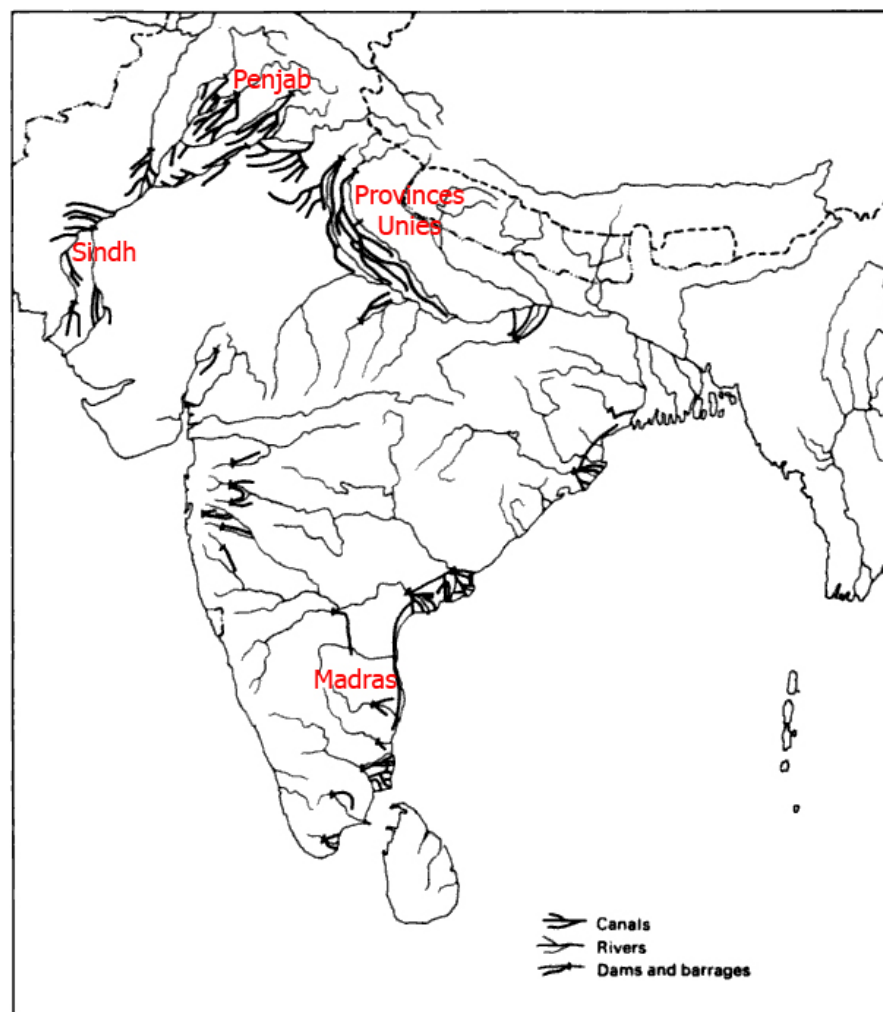 Penjab
Provinces
Unies
Sindh
Madras
Canals
Rivers
Dams and barrages